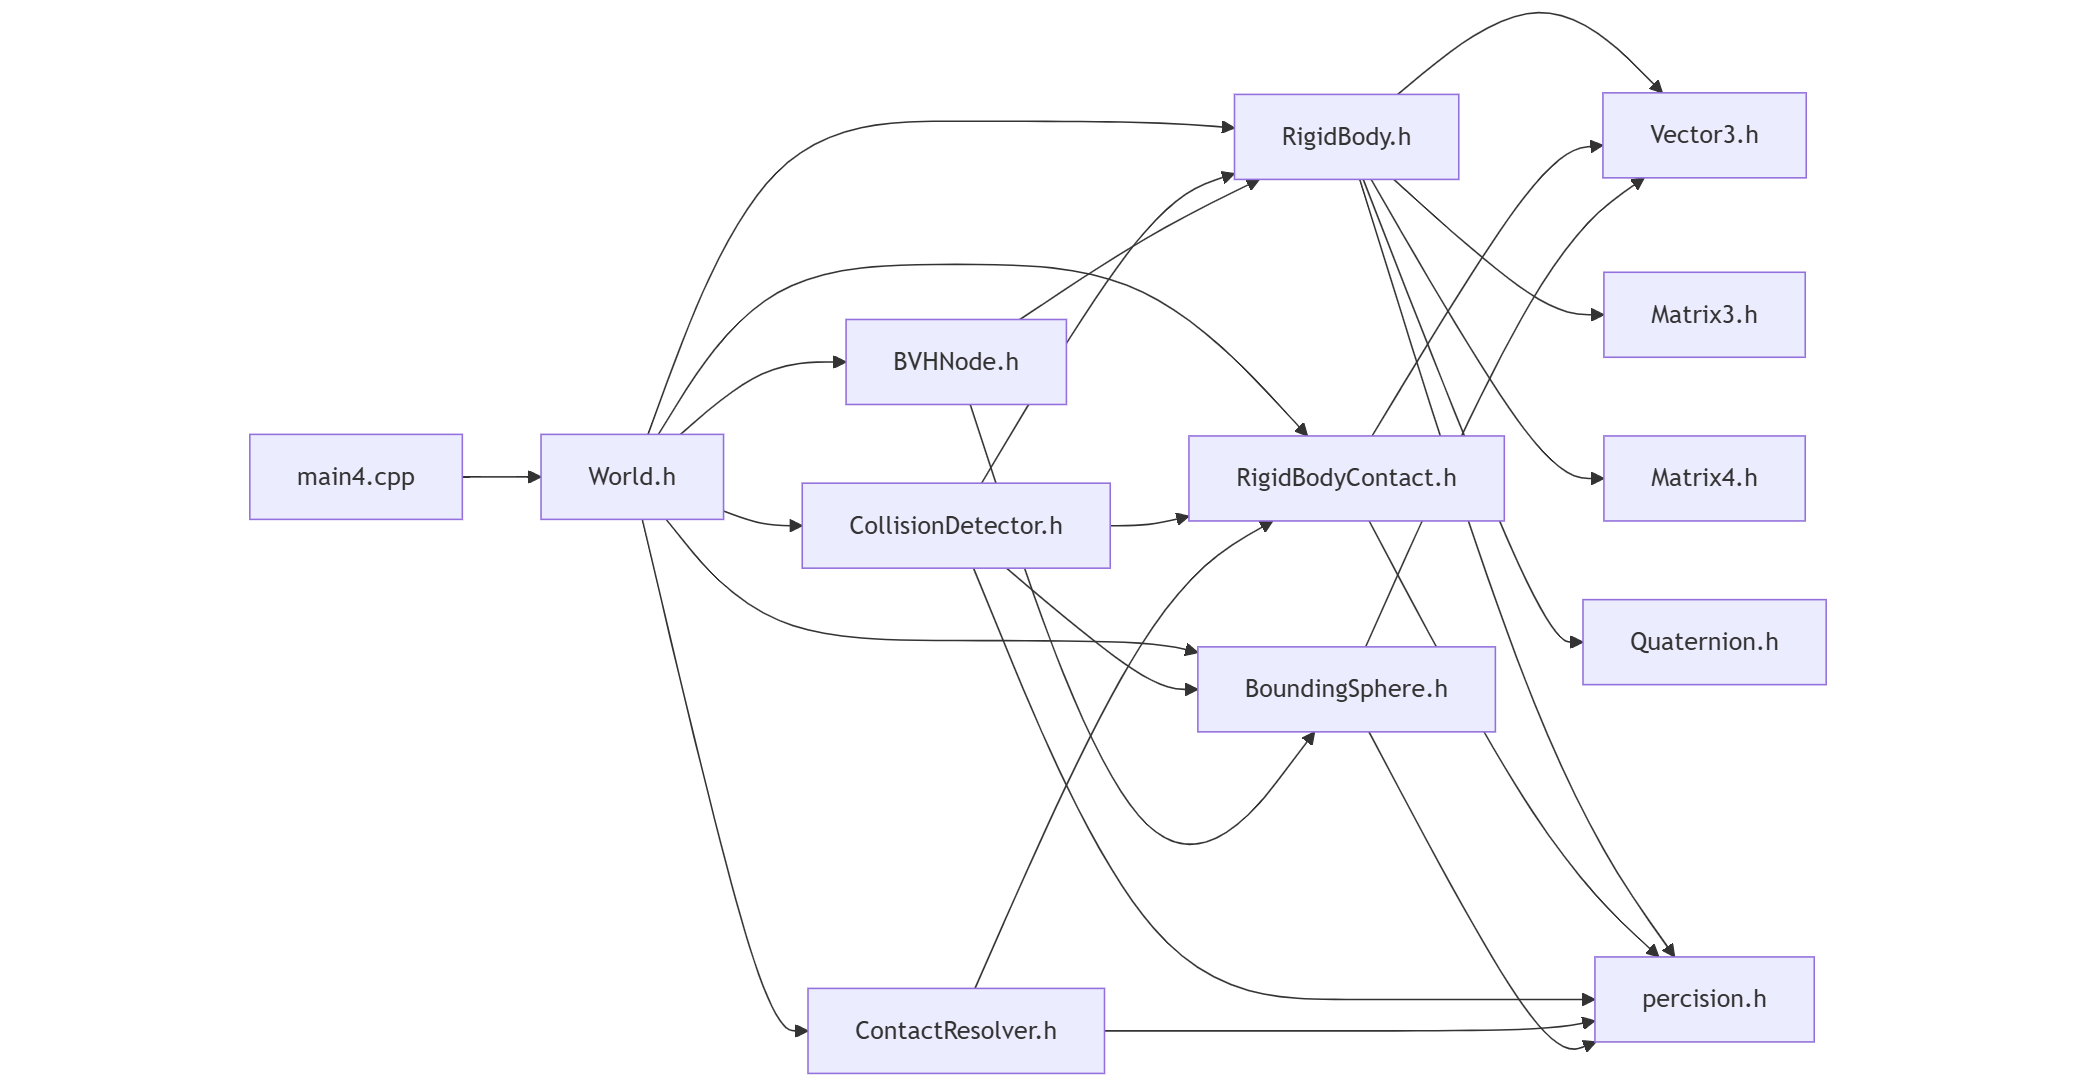 main4.cpp
World.h
BVHNode.h
CollisionDetector.h
ContactResolver.h
RigidBody.h
RigidBodyContact.h
BoundingSphere.h
Vector3.h
Matrix3.h
Matrix4.h
Quaternion.h
percision.h